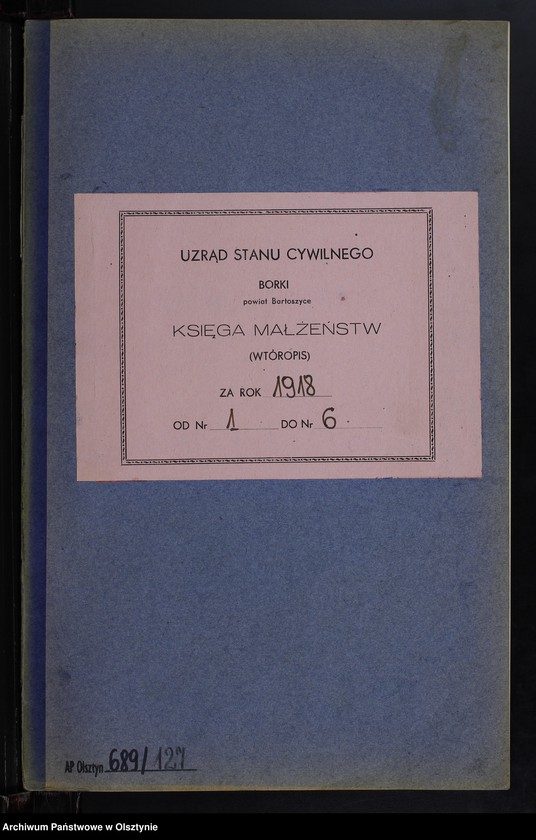 UZRĄD STANU CYWILNEGO
BORKI
powiat Bartoszyce
KSIĘGA MAŁŻEŃSTW
(WTÓROPIS)
ZA ROK 1918
OD Nr 1 DO Nr 6
AP Olsztyn 689/127
Archiwum Państwowe w Olsztynie